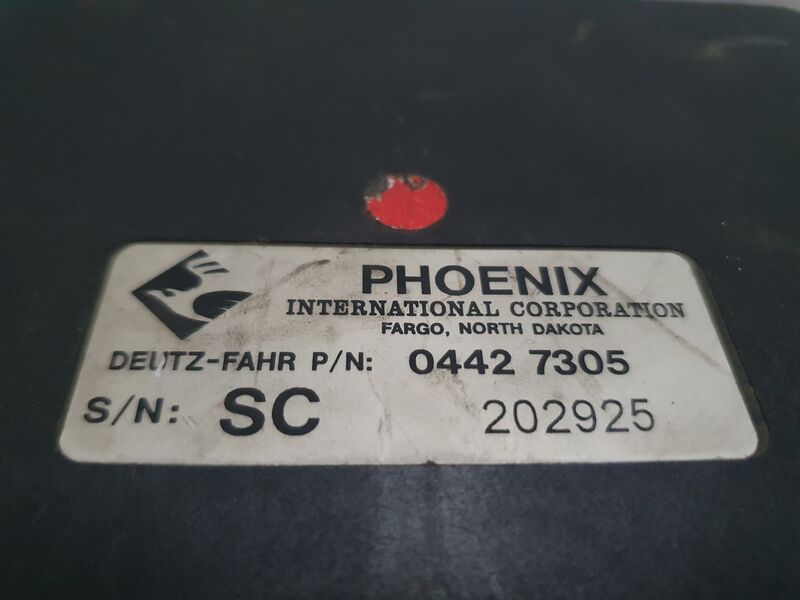 PHOENIX
INTERNATIONAL CORPORATION
FARGO, NORTH DAKOTA
DEUTZ-FAHR P/N: 0442 7305
S/N: SC 202925